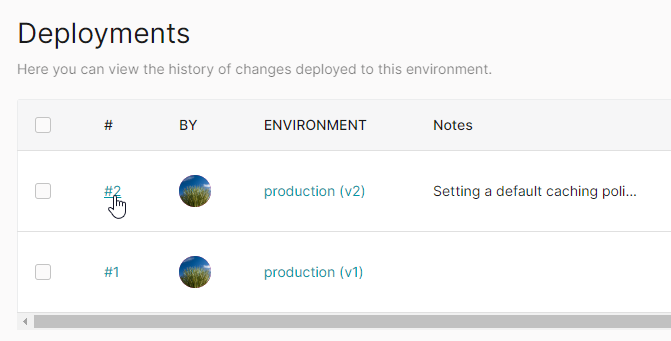 Deployments
Here you can view the history of changes deployed to this environment.
# BY ENVIRONMENT Notes
#2 production (v2) Setting a default caching poli...
#1 production (v1)